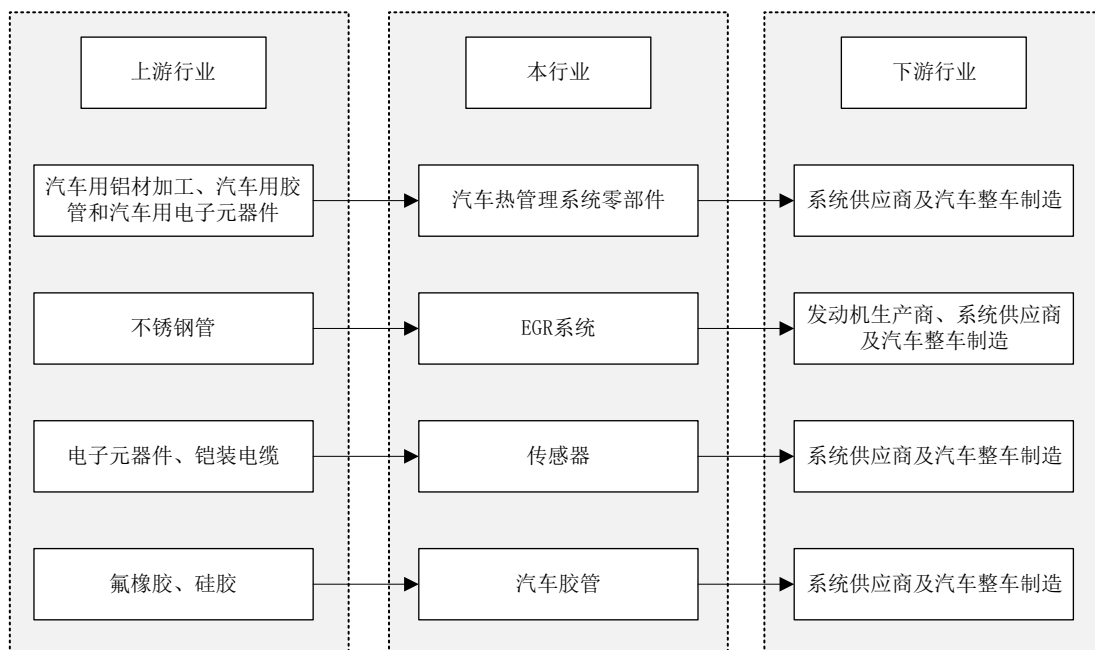 上游行业
本行业
下游行业
汽车用铝材加工、汽车用胶
管和汽车用电子元器件
汽车热管理系统零部件
系统供应商及汽车整车制造
不锈钢管
EGR系统
发动机生产商、系统供应商
及汽车整车制造
电子元器件、铠装电缆
传感器
系统供应商及汽车整车制造
氟橡胶、硅胶
汽车胶管
系统供应商及汽车整车制造